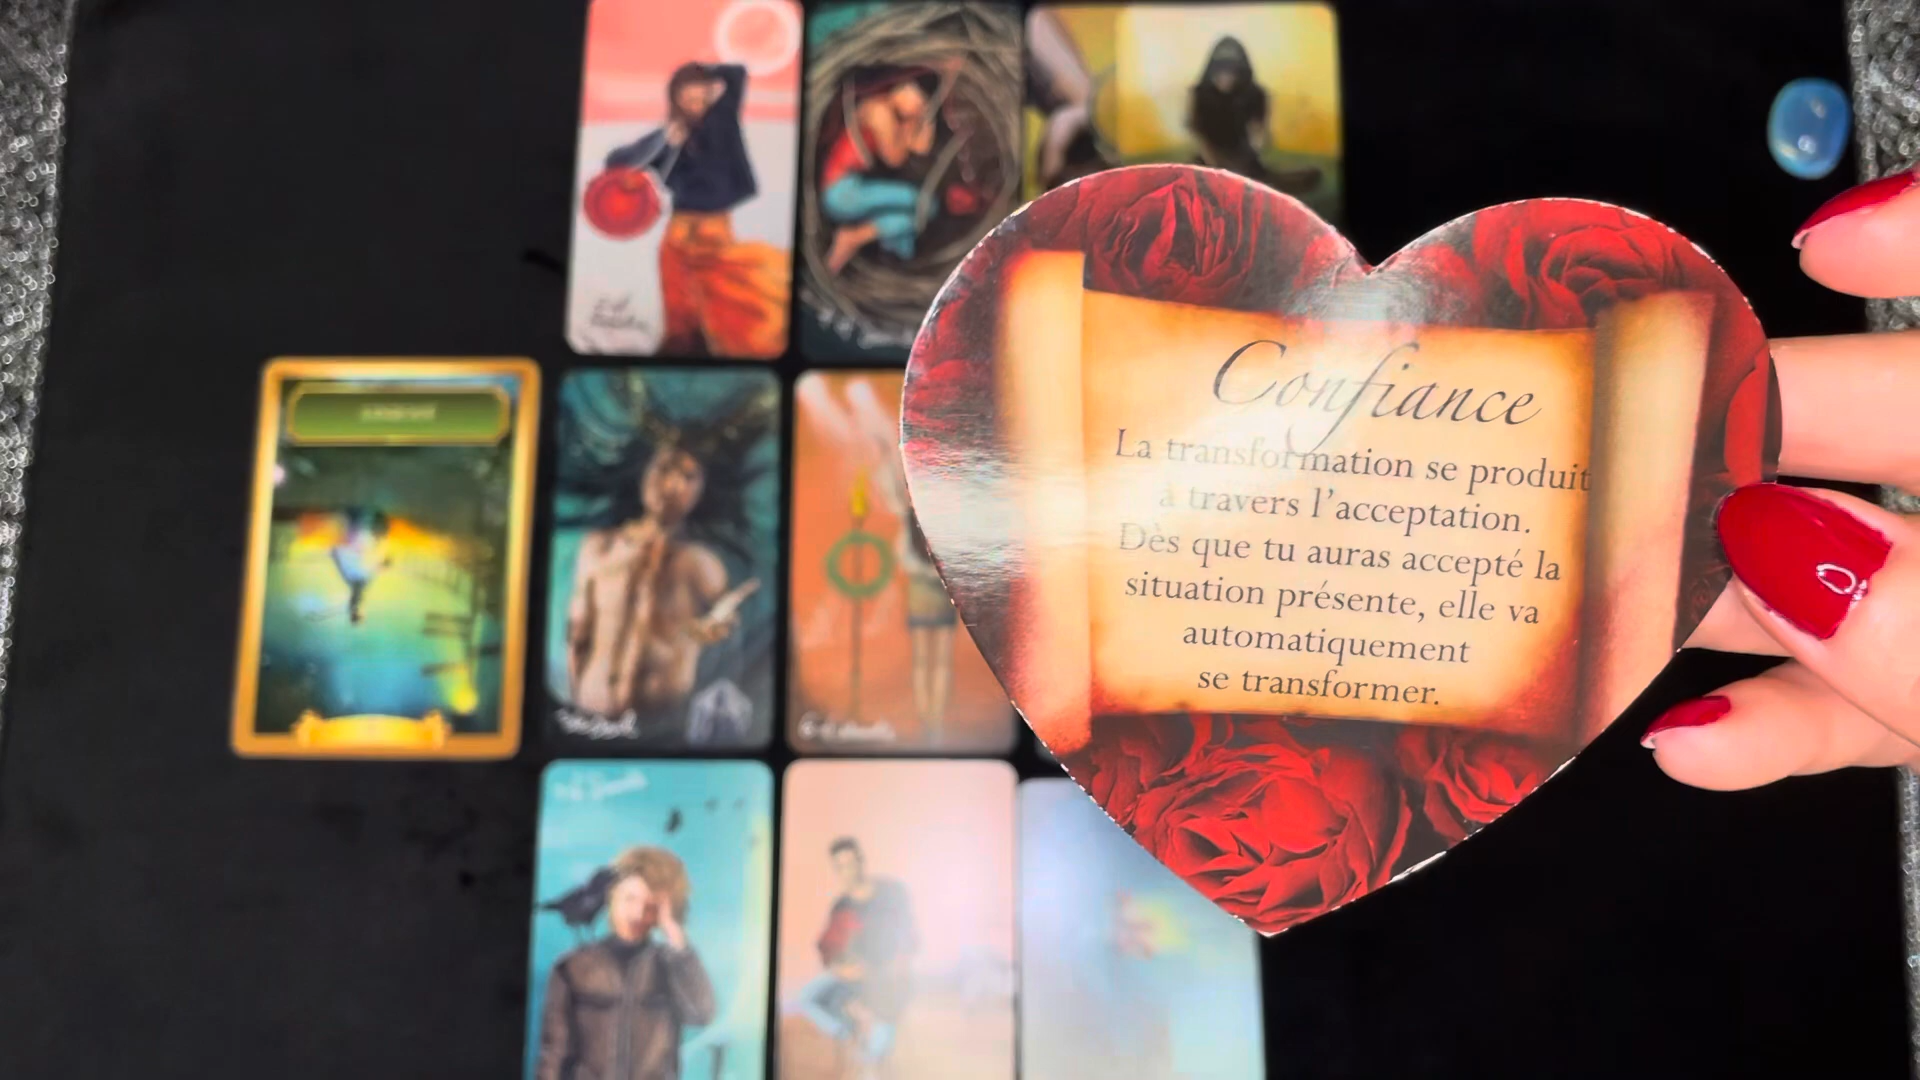 Confiance
La transformation se produit
à travers l'acceptation.
Dès que tu auras accepté la
situation présente, elle va
automatiquement
se transformer.